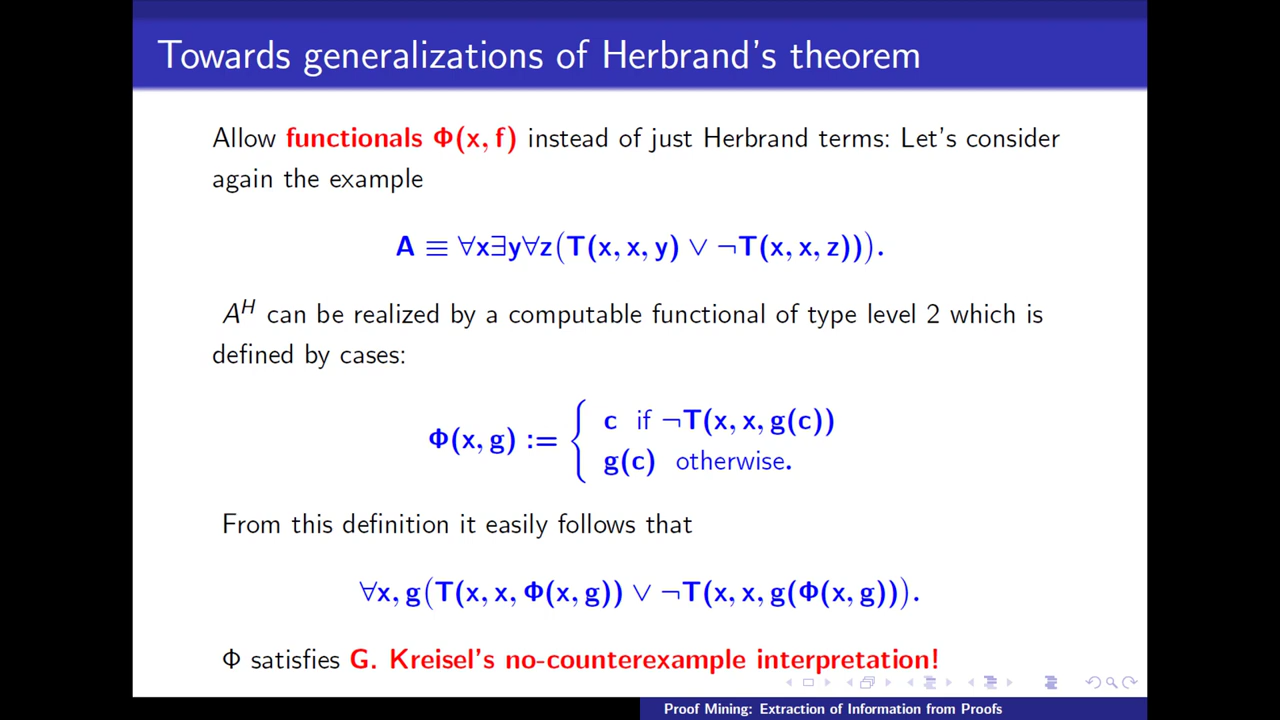 Towards generalizations of Herbrand's theorem
Allow functionals Φ(x, f) instead of just Herbrand terms: Let's consider
again the example
A ≡ ∀x∃y∀z(T(x, x, y) ∨ ¬T(x, x, z)).
A^H can be realized by a computable functional of type level 2 which is
defined by cases:
Φ(x, g) := { c if ¬T(x, x, g(c))
g(c) otherwise.
From this definition it easily follows that
∀x, g(T(x, x, Φ(x, g)) ∨ ¬T(x, x, g(Φ(x, g))).
Φ satisfies G. Kreisel's no-counterexample interpretation!
Proof Mining: Extraction of Information from Proofs